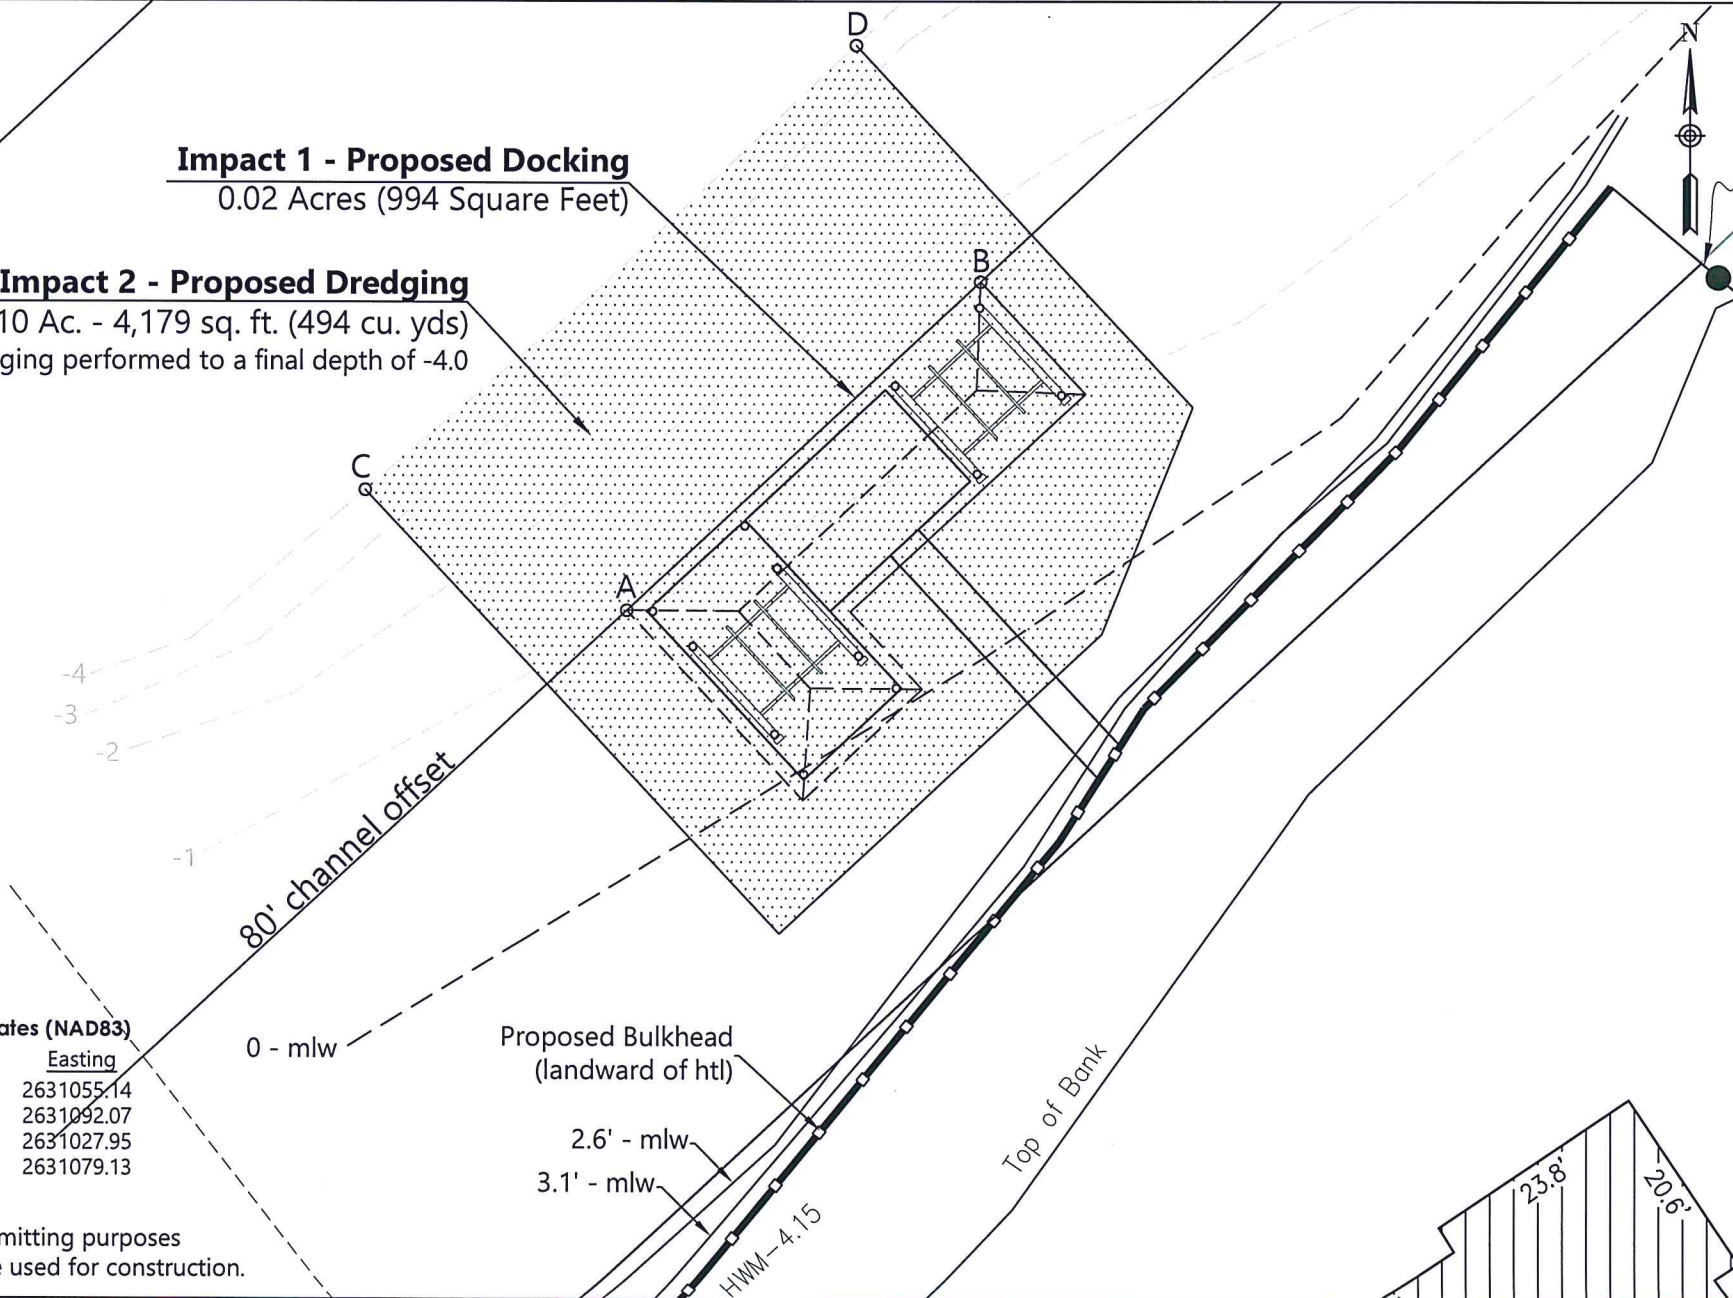 D
N
Impact 1 - Proposed Docking
0.02 Acres (994 Square Feet)
B
Impact 2 - Proposed Dredging
10 Ac. - 4,179 sq. ft. (494 cu. yds)
ging performed to a final depth of -4.0
C
A
-4
-3
-2
-1
80' channel offset
0 - mlw
ates (NAD83)
Easting
2631055.14
2631092.07
2631027.95
2631079.13
Proposed Bulkhead
(landward of htl)
2.6' - mlw
3.1' - mlw
HWM-4.15
Top of Bank
23.8'
20.6'
mitting purposes
e used for construction.